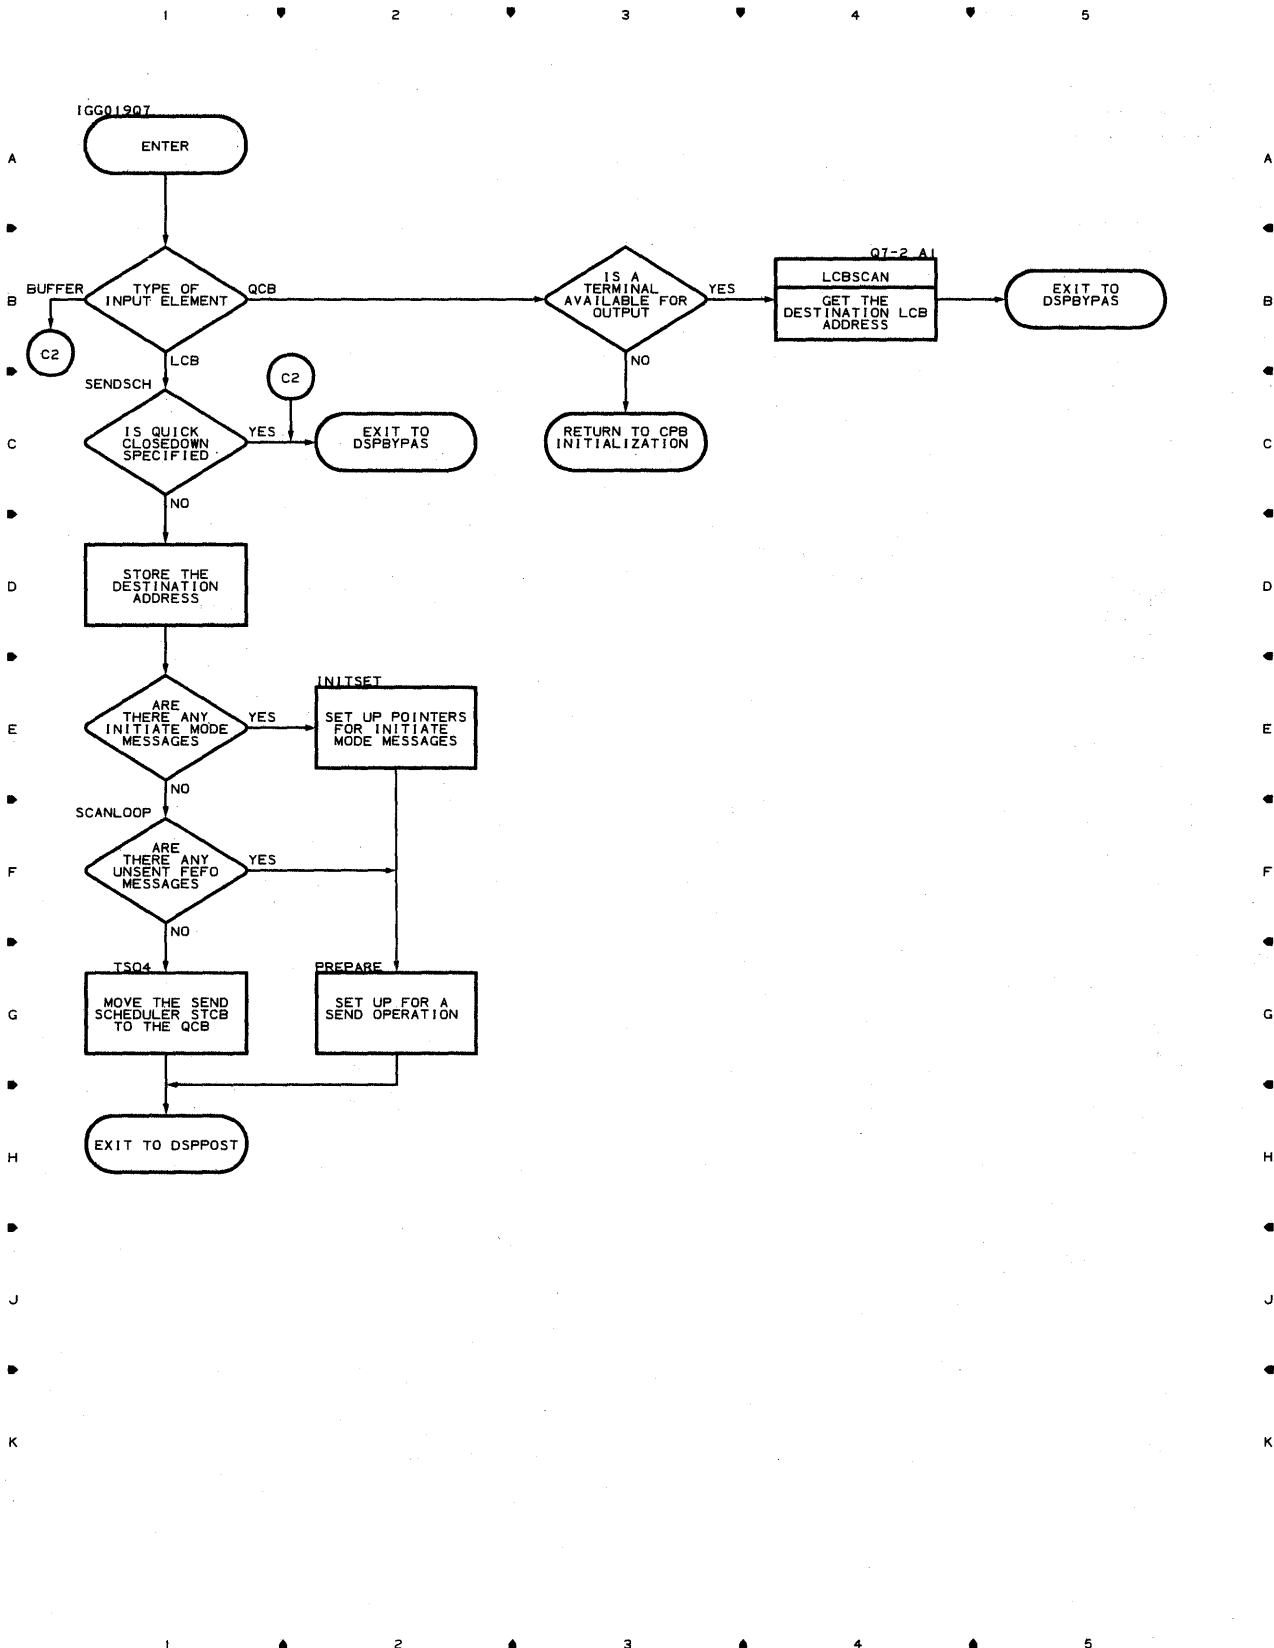 1 2 3 4 5
IGG019Q7
ENTER
A A
Q7-2 A1
BUFFER
TYPE OF
INPUT ELEMENT
QCB
IS A
TERMINAL
AVAILABLE FOR
OUTPUT
YES
LCBSCAN
GET THE
DESTINATION LCB
ADDRESS
EXIT TO
DSPBYPAS
B B
C2
LCB
NO
SENDSCH
C2
IS QUICK
CLOSEDOWN
SPECIFIED
YES
EXIT TO
DSPBYPAS
RETURN TO CPB
INITIALIZATION
C C
NO
STORE THE
DESTINATION
ADDRESS
D D
INITSET
ARE
THERE ANY
INITIATE MODE
MESSAGES
YES
SET UP POINTERS
FOR INITIATE
MODE MESSAGES
E E
NO
SCANLOOP
ARE
THERE ANY
UNSENT FEFO
MESSAGES
YES
F F
NO
TS04
PREPARE
MOVE THE SEND
SCHEDULER STCB
TO THE QCB
SET UP FOR A
SEND OPERATION
G G
EXIT TO DSPPOST
H H
J J
K K
1 2 3 4 5